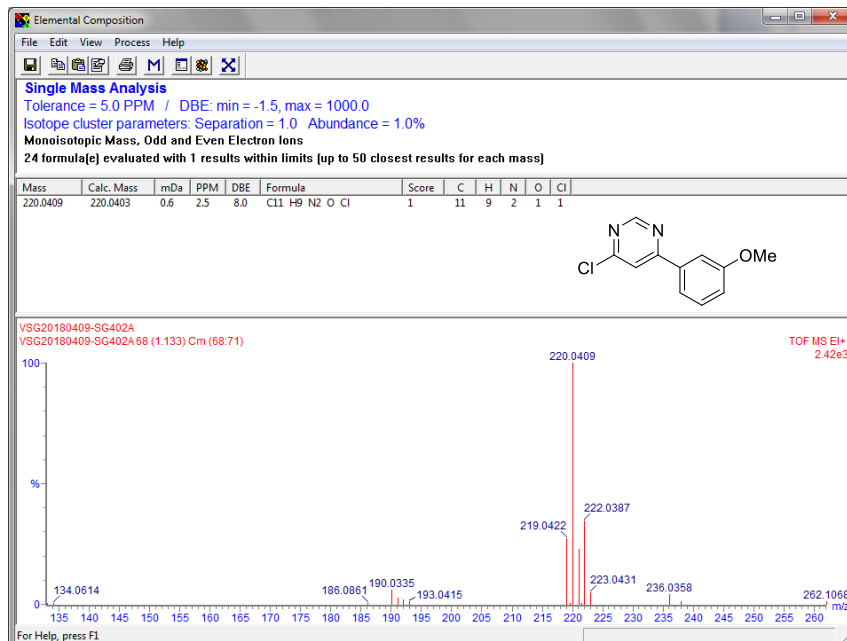 Elemental Composition
File Edit View Process Help
M
Single Mass Analysis
Tolerance = 5.0 PPM / DBE: min = -1.5, max = 1000.0
Isotope cluster parameters: Separation = 1.0 Abundance = 1.0%
Monoisotopic Mass, Odd and Even Electron Ions
24 formula(e) evaluated with 1 results within limits (up to 50 closest results for each mass)
Mass Calc. Mass mDa PPM DBE Formula Score C H N O Cl
220.0409 220.0403 0.6 2.5 8.0 C11 H9 N2 O Cl 1 11 9 2 1 1
N N
Cl OMe
VSG20180409-SG402A
VSG20180409-SG402A 68 (1.133) Cm (68:71) TOF MS EI+
2.42e3
100 220.0409
%
222.0387
219.0422
134.0614 186.0861 190.0335 193.0415 223.0431 236.0358 262.1068
0 m/z
135 140 145 150 155 160 165 170 175 180 185 190 195 200 205 210 215 220 225 230 235 240 245 250 255 260
For Help, press F1